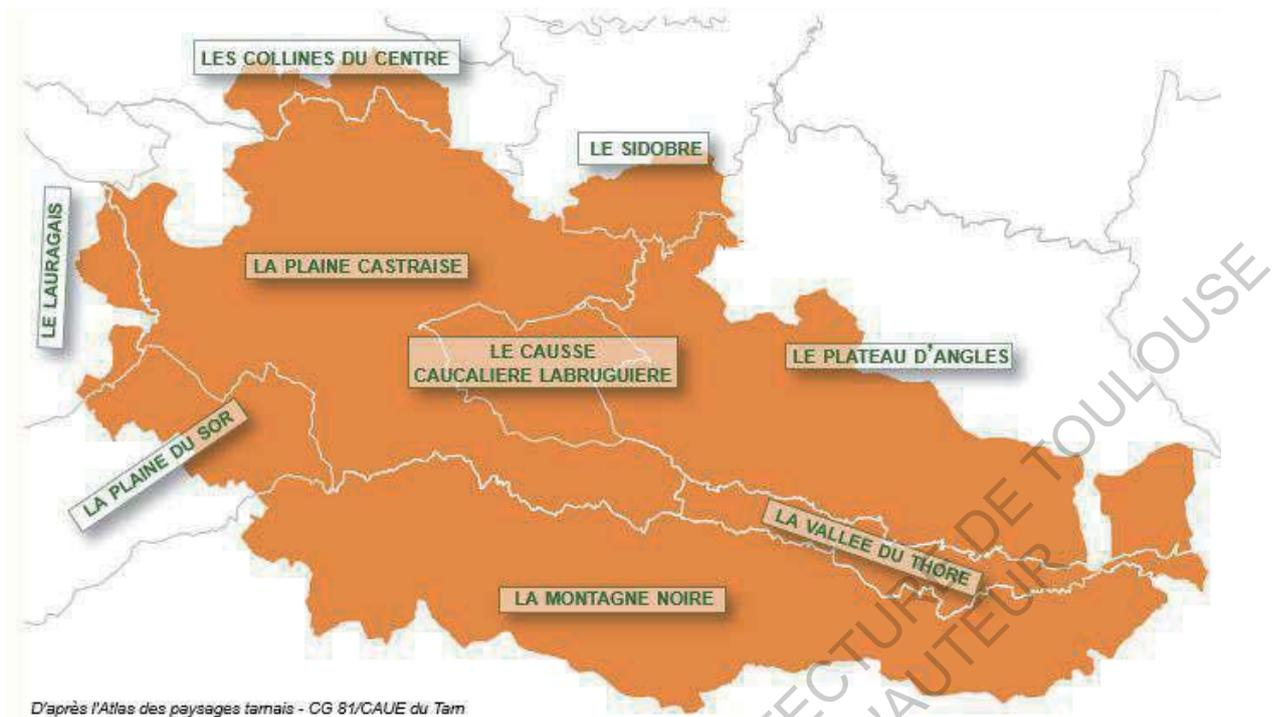 LES COLLINES DU CENTRE
LE SIDOBRE
LE LAURAGAIS
LA PLAINE CASTRAISE
LE CAUSSE
CAUCALIERE LABRUGUIERE
LE PLATEAU D'ANGLES
LA PLAINE DU SOR
LA VALLEE DU THORE
LA MONTAGNE NOIRE
D'après l'Atlas des paysages tarnais - CG 81/CAUE du Tarn
DE TOULOUSE